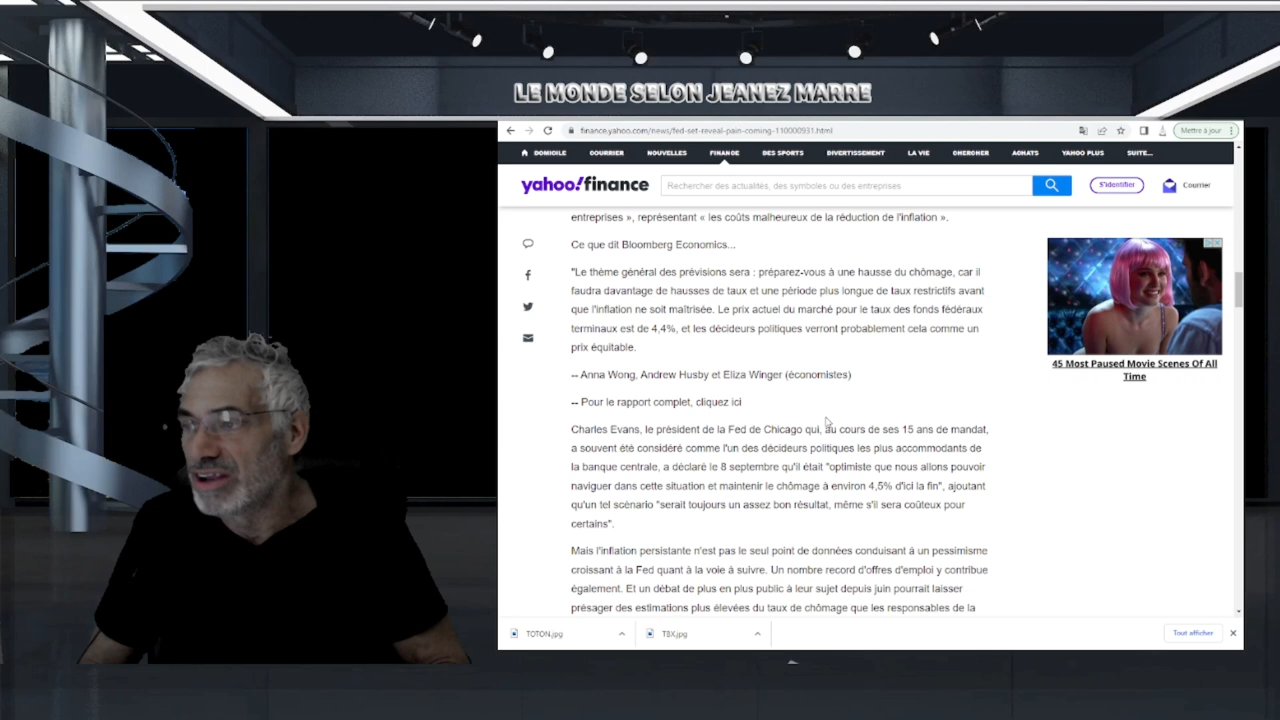 LE MONDE SELON JEANEZ MARRE
finance.yahoo.com/news/fed-set-reveal-pain-coming-110000931.html
Mettre à jour
DOMICILE COURRIER NOUVELLES FINANCE DES SPORTS DIVERTISSEMENT LA VIE CHERCHER ACHATS YAHOO PLUS SUITE...
yahoo!finance
Rechercher des actualités, des symboles ou des entreprises
S'identifier
Courrier
entreprises », représentant « les coûts malheureux de la réduction de l'inflation ».
Ce que dit Bloomberg Economics...
"Le thème général des prévisions sera : préparez-vous à une hausse du chômage, car il
faudra davantage de hausses de taux et une période plus longue de taux restrictifs avant
que l'inflation ne soit maîtrisée. Le prix actuel du marché pour le taux des fonds fédéraux
terminaux est de 4,4%, et les décideurs politiques verront probablement cela comme un
prix équitable.
-- Anna Wong, Andrew Husby et Eliza Winger (économistes)
-- Pour le rapport complet, cliquez ici
Charles Evans, le président de la Fed de Chicago qui, au cours de ses 15 ans de mandat,
a souvent été considéré comme l'un des décideurs politiques les plus accommodants de
la banque centrale, a déclaré le 8 septembre qu'il était "optimiste que nous allons pouvoir
naviguer dans cette situation et maintenir le chômage à environ 4,5% d'ici la fin", ajoutant
qu'un tel scénario "serait toujours un assez bon résultat, même s'il sera coûteux pour
certains".
Mais l'inflation persistante n'est pas le seul point de données conduisant à un pessimisme
croissant à la Fed quant à la voie à suivre. Un nombre record d'offres d'emploi y contribue
également. Et un débat de plus en plus public à leur sujet depuis juin pourrait laisser
présager des estimations plus élevées du taux de chômage que les responsables de la
45 Most Paused Movie Scenes Of All
Time
TOTON.jpg
TBX.jpg
Tout afficher